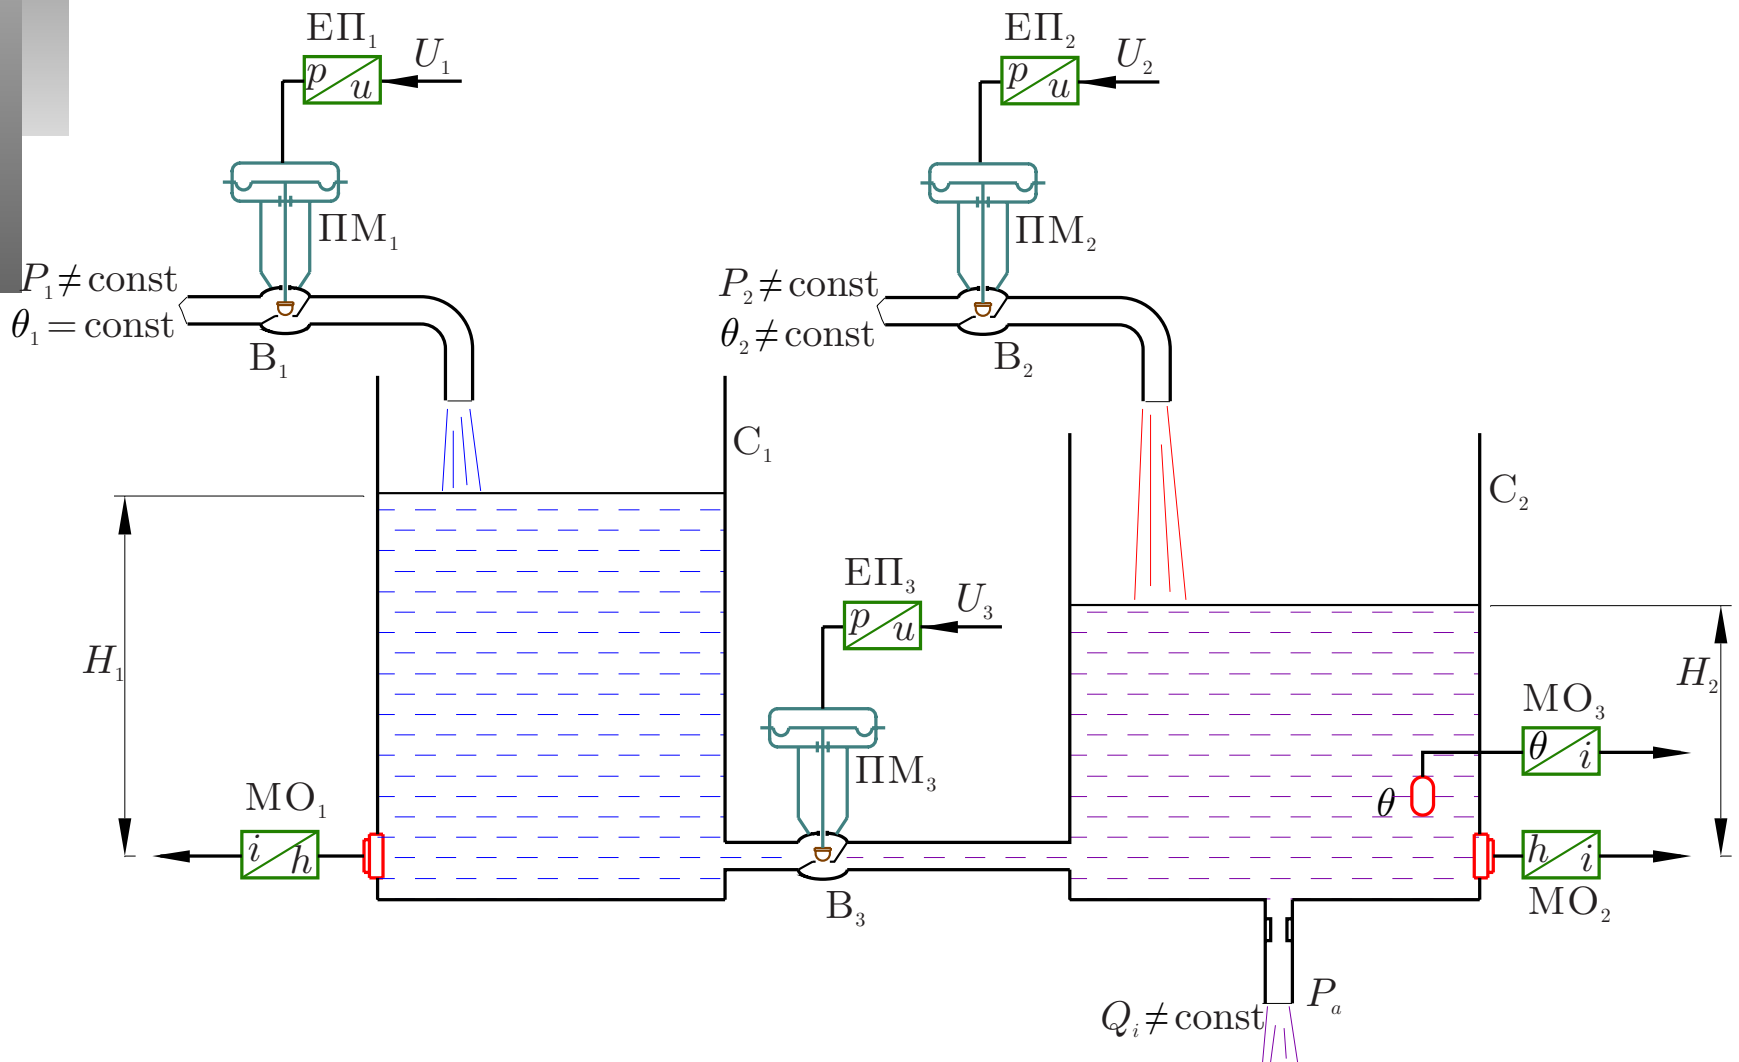 ЕП₁
U₁
p u
ПМ₁
P₁ ≠ const
θ₁ = const
В₁
ЕП₂
U₂
p u
ПМ₂
P₂ ≠ const
θ₂ ≠ const
В₂
С₁
С₂
ЕП₃
U₃
p u
H₁
H₂
ПМ₃
МО₃
θ i
θ
МО₁
i h
h i
МО₂
В₃
Pₐ
Qᵢ ≠ const